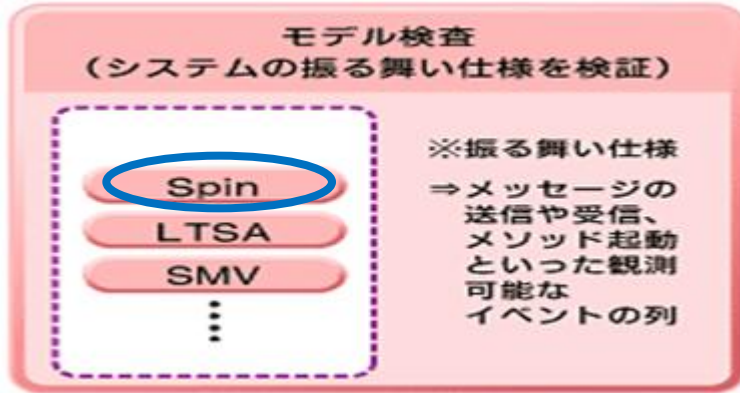 モデル検査
(システムの振る舞い仕様を検証)
Spin
LTSA
SMV
※振る舞い仕様
⇒メッセージの
送信や受信、
メソッド起動
といった観測
可能な
イベントの列